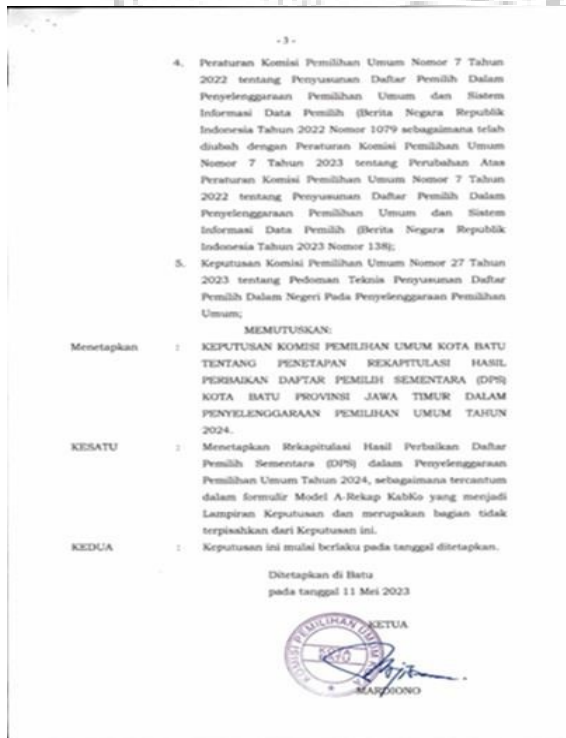 - 3 -
4. Peraturan Komisi Pemilihan Umum Nomor 7 Tahun
2022 tentang Penyusunan Daftar Pemilih Dalam
Penyelenggaraan Pemilihan Umum dan Sistem
Informasi Data Pemilih (Berita Negara Republik
Indonesia Tahun 2022 Nomor 1079 sebagaimana telah
diubah dengan Peraturan Komisi Pemilihan Umum
Nomor 7 Tahun 2023 tentang Perubahan Atas
Peraturan Komisi Pemilihan Umum Nomor 7 Tahun
2022 tentang Penyusunan Daftar Pemilih Dalam
Penyelenggaraan Pemilihan Umum dan Sistem
Informasi Data Pemilih (Berita Negara Republik
Indonesia Tahun 2023 Nomor 138);
5. Keputusan Komisi Pemilihan Umum Nomor 27 Tahun
2023 tentang Pedoman Teknis Penyusunan Daftar
Pemilih Dalam Negeri Pada Penyelenggaraan Pemilihan
Umum;
MEMUTUSKAN:
Menetapkan : KEPUTUSAN KOMISI PEMILIHAN UMUM KOTA BATU
TENTANG PENETAPAN REKAPITULASI HASIL
PERBAIKAN DAFTAR PEMILIH SEMENTARA (DPS)
KOTA BATU PROVINSI JAWA TIMUR DALAM
PENYELENGGARAAN PEMILIHAN UMUM TAHUN
2024.
KESATU : Menetapkan Rekapitulasi Hasil Perbaikan Daftar
Pemilih Sementara (DPS) dalam Penyelenggaraan
Pemilihan Umum Tahun 2024, sebagaimana tercantum
dalam formulir Model A-Rekap KabKo yang menjadi
Lampiran Keputusan dan merupakan bagian tidak
terpisahkan dari Keputusan ini.
KEDUA : Keputusan ini mulai berlaku pada tanggal ditetapkan.
Ditetapkan di Batu
pada tanggal 11 Mei 2023
KETUA
KOMISI PEMILIHAN UMUM
MARDIONO